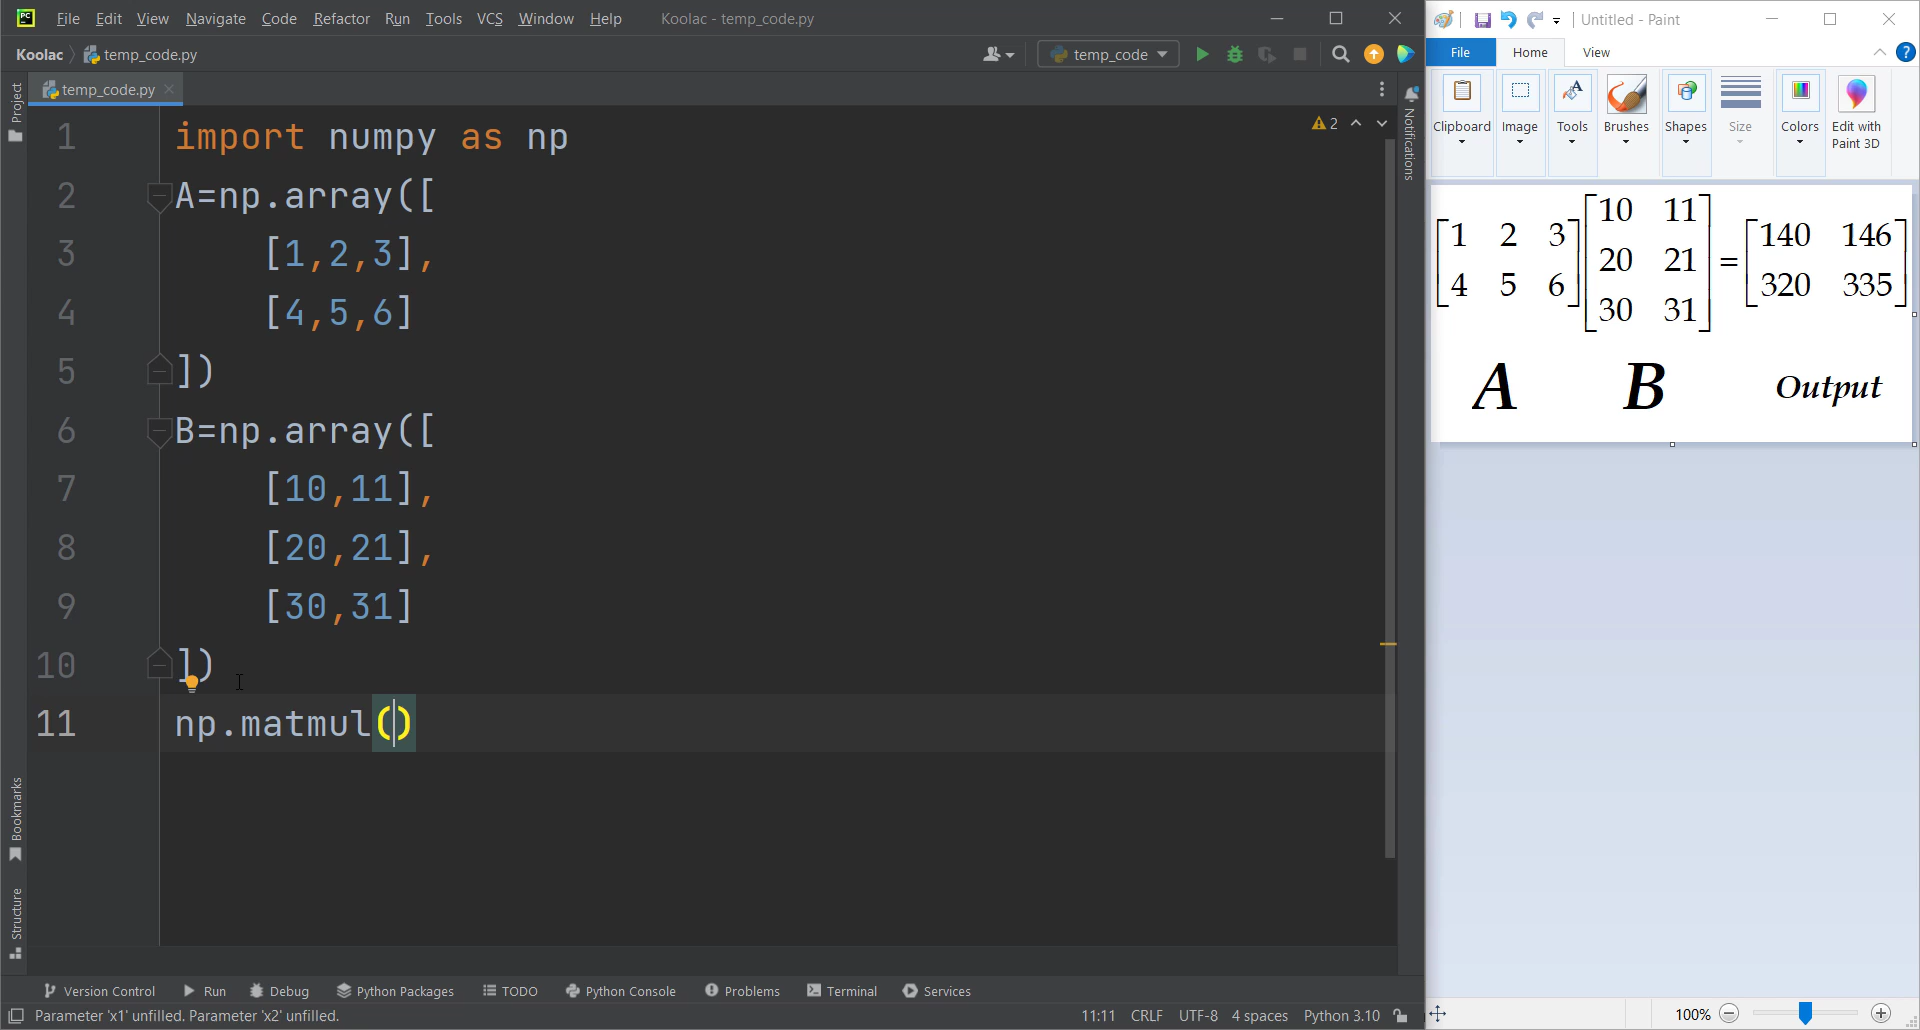 PC File Edit View Navigate Code Refactor Run Tools VCS Window Help Koolac - temp_code.py
Koolac temp_code.py temp_code
temp_code.py
Project
Notifications
Bookmarks
Structure
2
1 import numpy as np
2 A=np.array([
3 [1,2,3],
4 [4,5,6]
5 ])
6 B=np.array([
7 [10,11],
8 [20,21],
9 [30,31]
10 ])
11 np.matmul()
Version Control Run Debug Python Packages TODO Python Console Problems Terminal Services
Parameter 'x1' unfilled. Parameter 'x2' unfilled. 11:11 CRLF UTF-8 4 spaces Python 3.10
Untitled - Paint
File Home View ?
Clipboard Image Tools Brushes Shapes Size Colors Edit with
Paint 3D
10 11
1 2 3 140 146
20 21 =
4 5 6 320 335
30 31
A B Output
100%